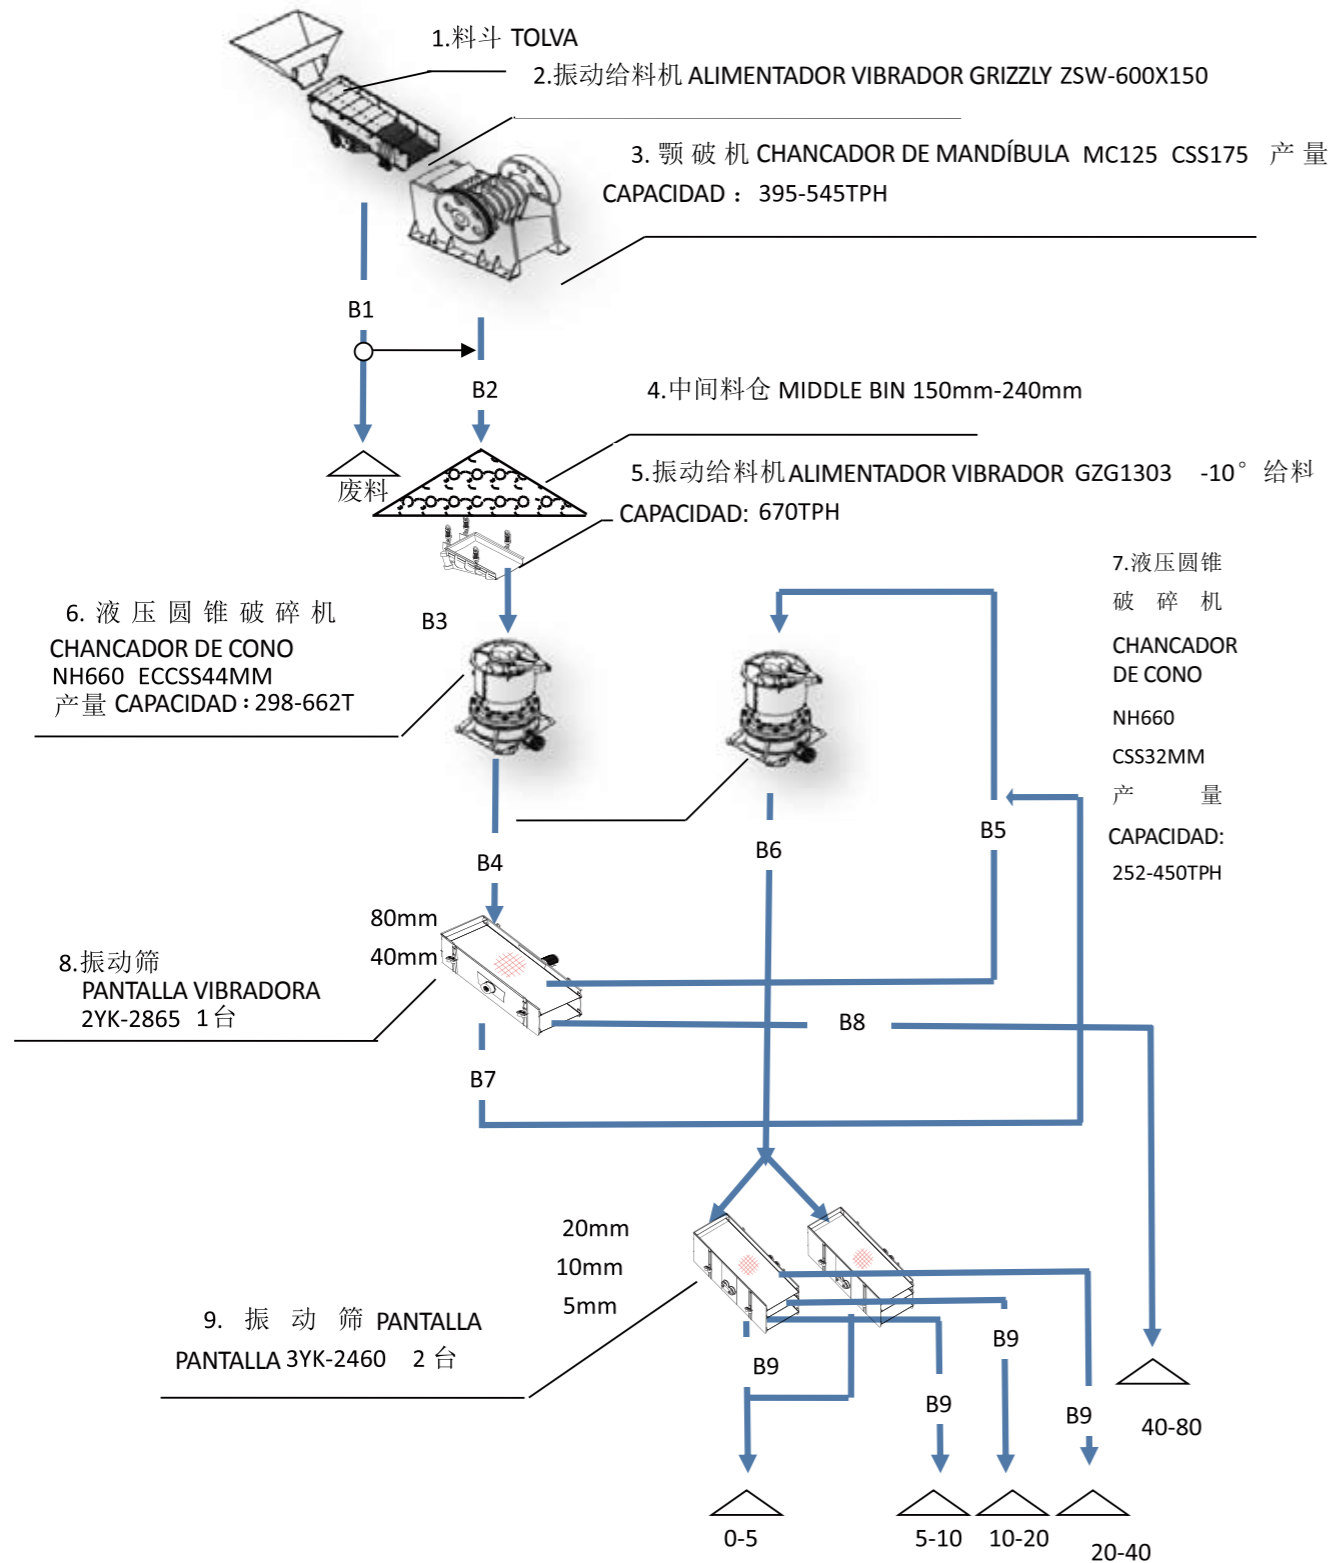 1.料斗 TOLVA
2.振动给料机 ALIMENTADOR VIBRADOR GRIZZLY ZSW-600X150
3. 颚破机 CHANCADOR DE MANDÍBULA MC125 CSS175 产量
CAPACIDAD： 395-545TPH
B1
B2
4.中间料仓 MIDDLE BIN 150mm-240mm
5.振动给料机 ALIMENTADOR VIBRADOR GZG1303 -10°给料
废料
CAPACIDAD: 670TPH
7.液压圆锥
破碎机
CHANCADOR
DE CONO
NH660
CSS32MM
产量
CAPACIDAD:
252-450TPH
6. 液压圆锥破碎机
CHANCADOR DE CONO
NH660 ECCSS44MM
产量 CAPACIDAD：298-662T
B3
B4
B6
B5
80mm
40mm
8.振动筛
PANTALLA VIBRADORA
2YK-2865 1台
B8
B7
20mm
10mm
5mm
9. 振动筛 PANTALLA
PANTALLA 3YK-2460 2台
B9
B9
B9
B9
40-80
0-5
5-10
10-20
20-40